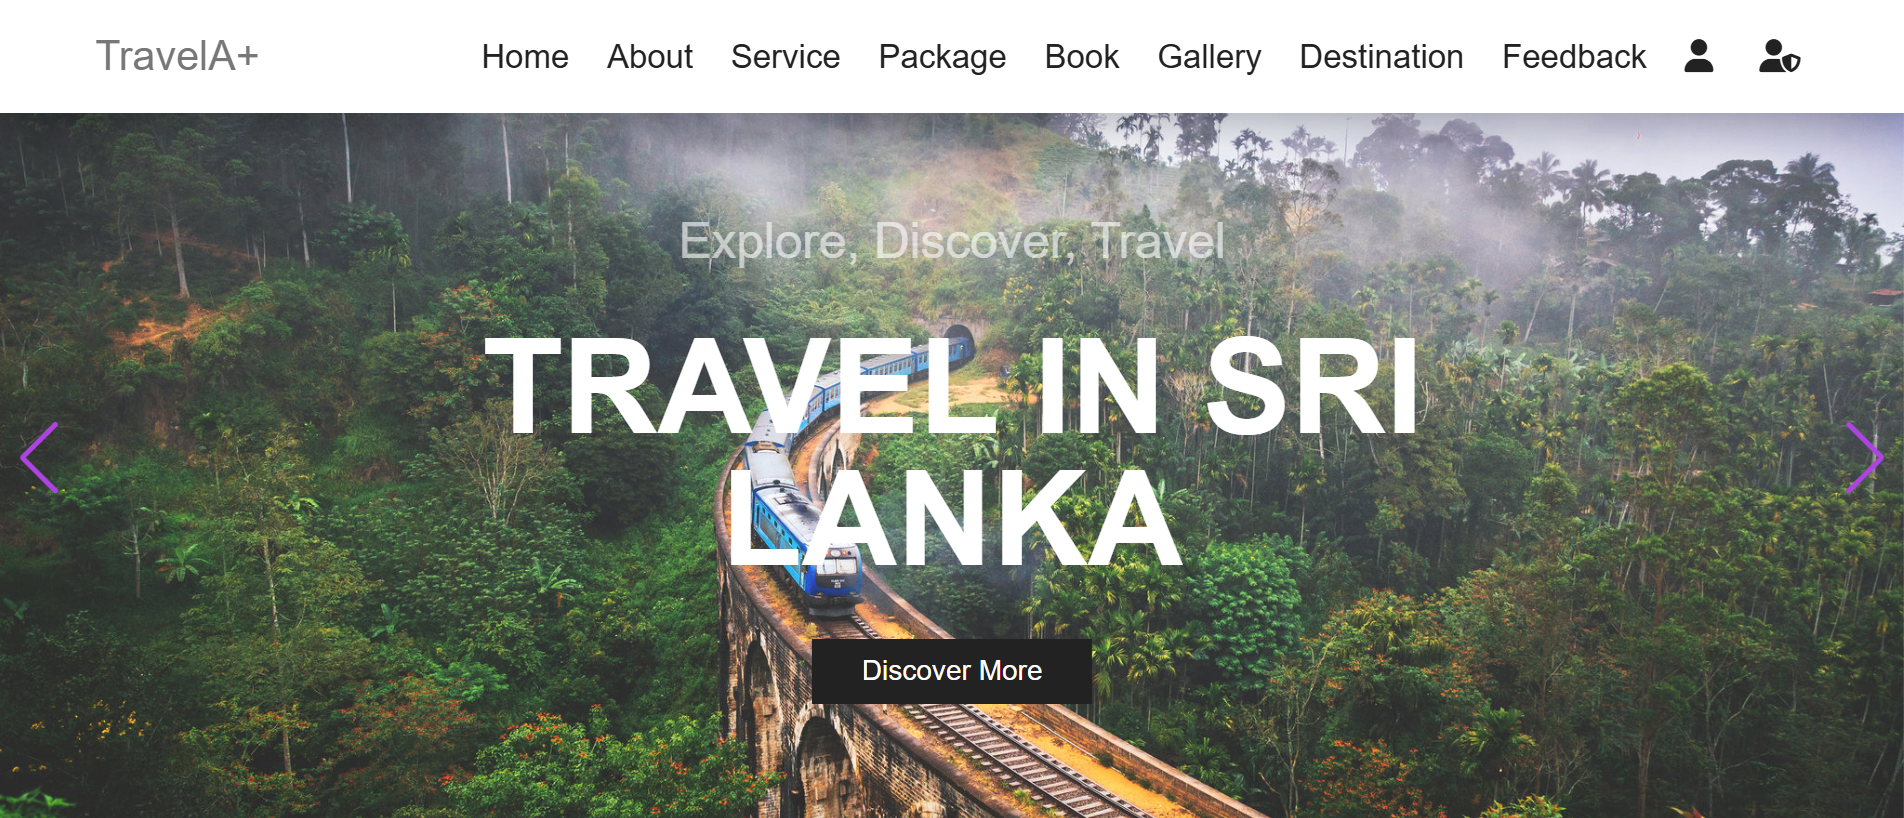 TravelA+
Home About Service Package Book Gallery Destination Feedback
Explore, Discover, Travel
TRAVEL IN SRI
LANKA
Discover More